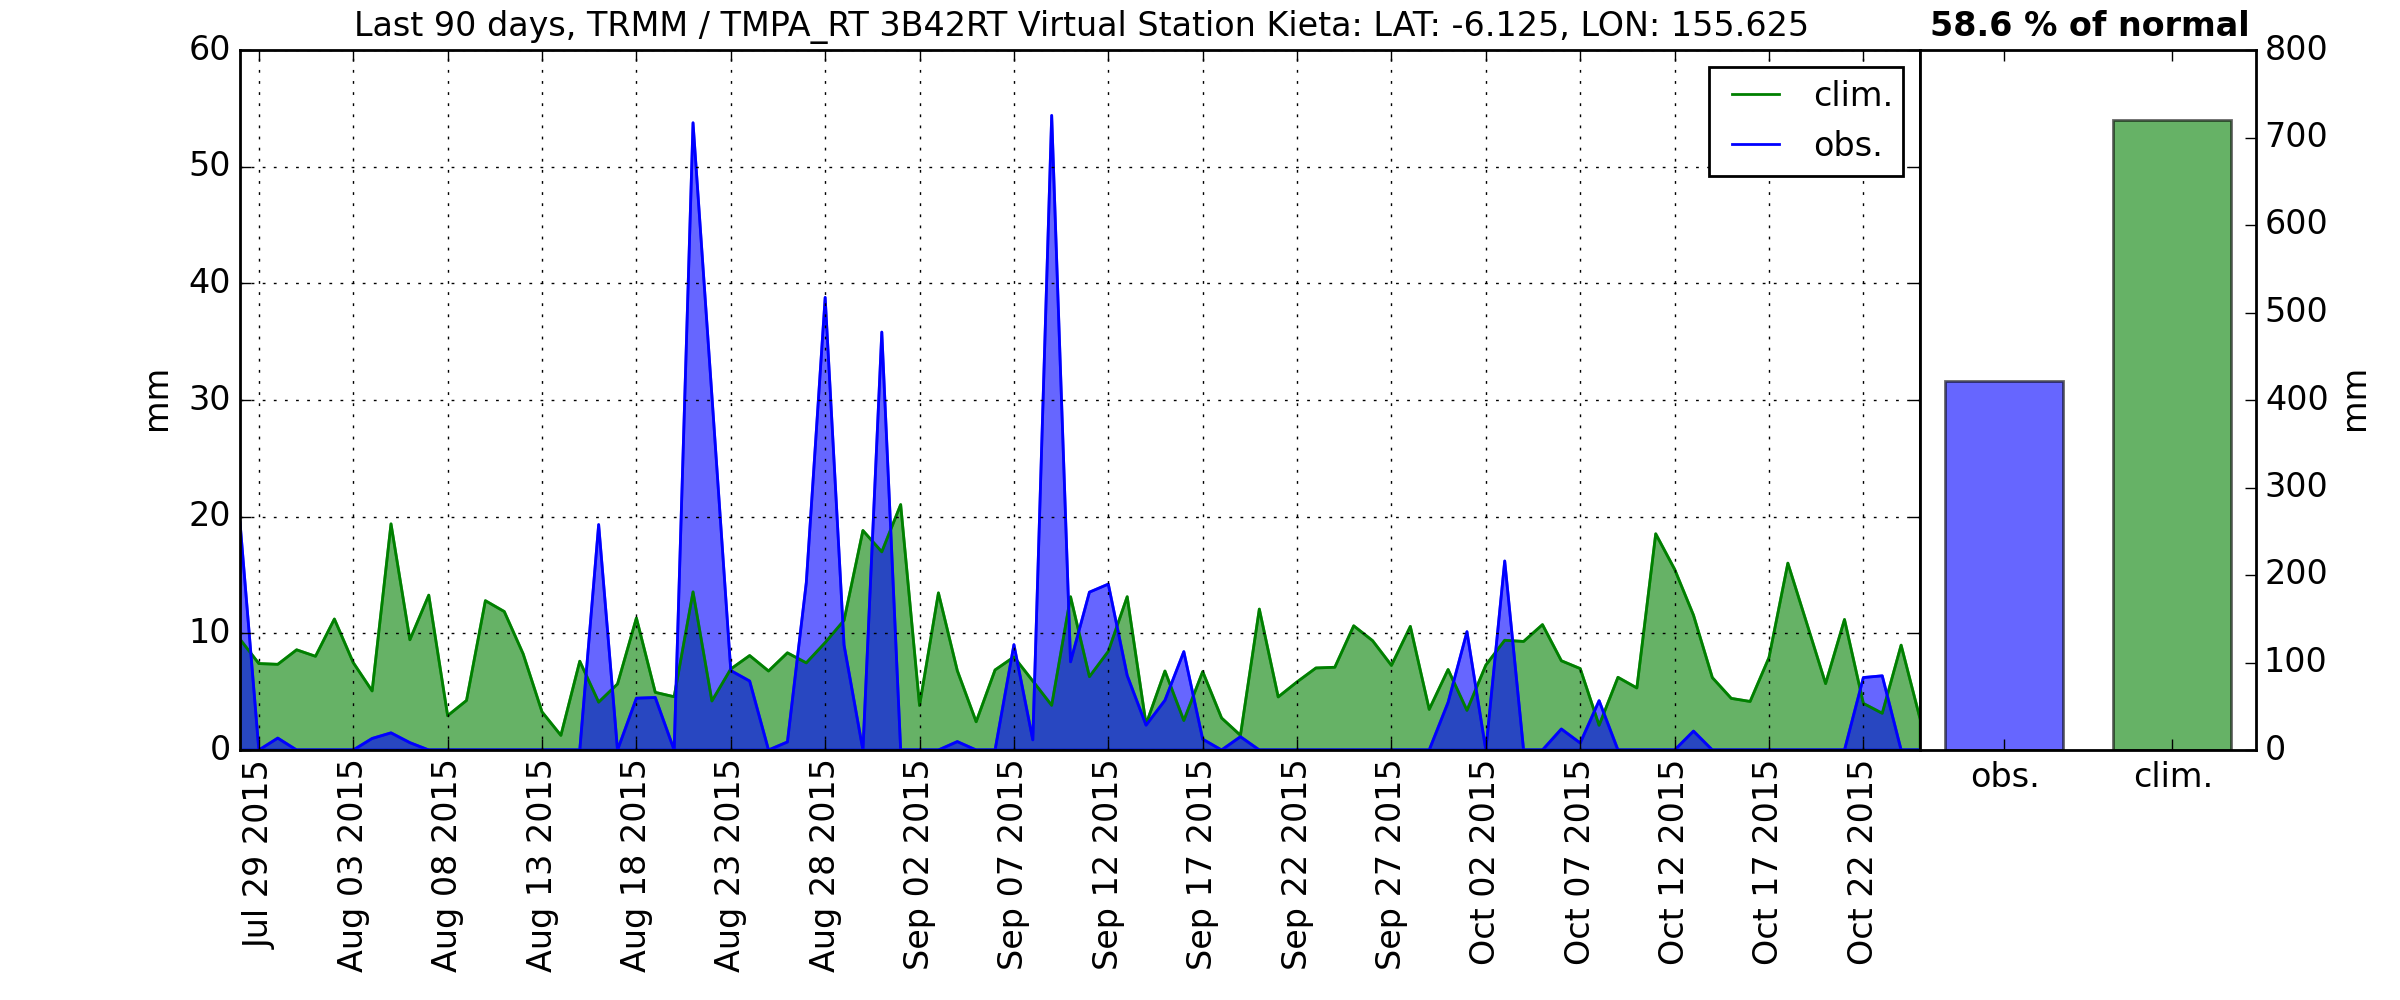 Last 90 days, TRMM / TMPA_RT 3B42RT Virtual Station Kieta: LAT: -6.125, LON: 155.625
58.6 % of normal
60
50
40
30
20
10
0
mm
clim.
obs.
800
700
600
500
400
300
200
100
0
mm
Jul 29 2015
Aug 03 2015
Aug 08 2015
Aug 13 2015
Aug 18 2015
Aug 23 2015
Aug 28 2015
Sep 02 2015
Sep 07 2015
Sep 12 2015
Sep 17 2015
Sep 22 2015
Sep 27 2015
Oct 02 2015
Oct 07 2015
Oct 12 2015
Oct 17 2015
Oct 22 2015
obs.
clim.